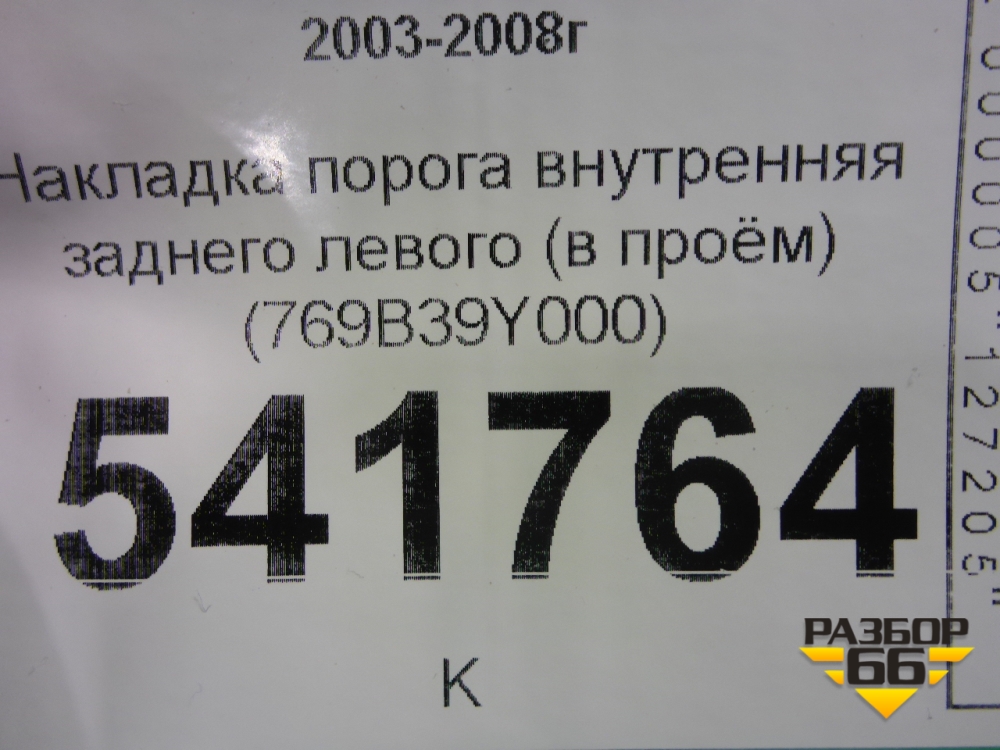 2003-2008г
Накладка порога внутренняя
заднего левого (в проём)
(769B39Y000)
541764
К
РАЗБОР
66